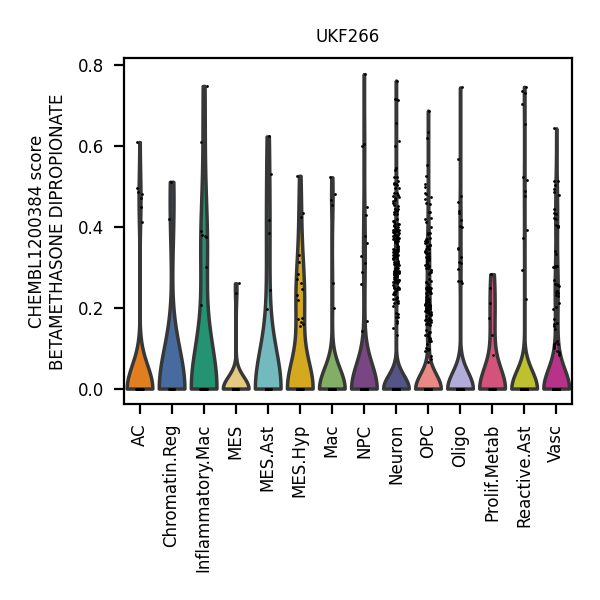 UKF266
CHEMBL1200384 score
BETAMETHASONE DIPROPIONATE
0.8
0.6
0.4
0.2
0.0
AC
Chromatin.Reg
Inflammatory.Mac
MES
MES.Ast
MES.Hyp
Mac
NPC
Neuron
OPC
Oligo
Prolif.Metab
Reactive.Ast
Vasc